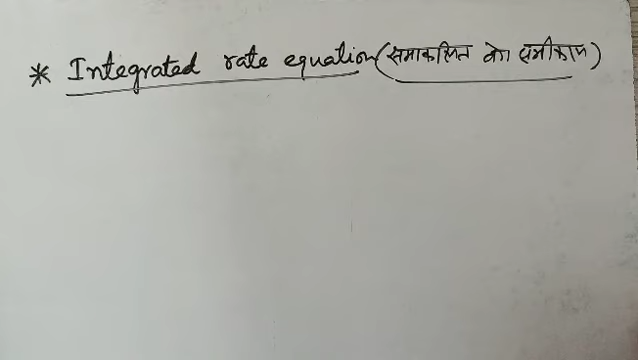 * Integrated rate equation (समाकलित वेग समीकरण)